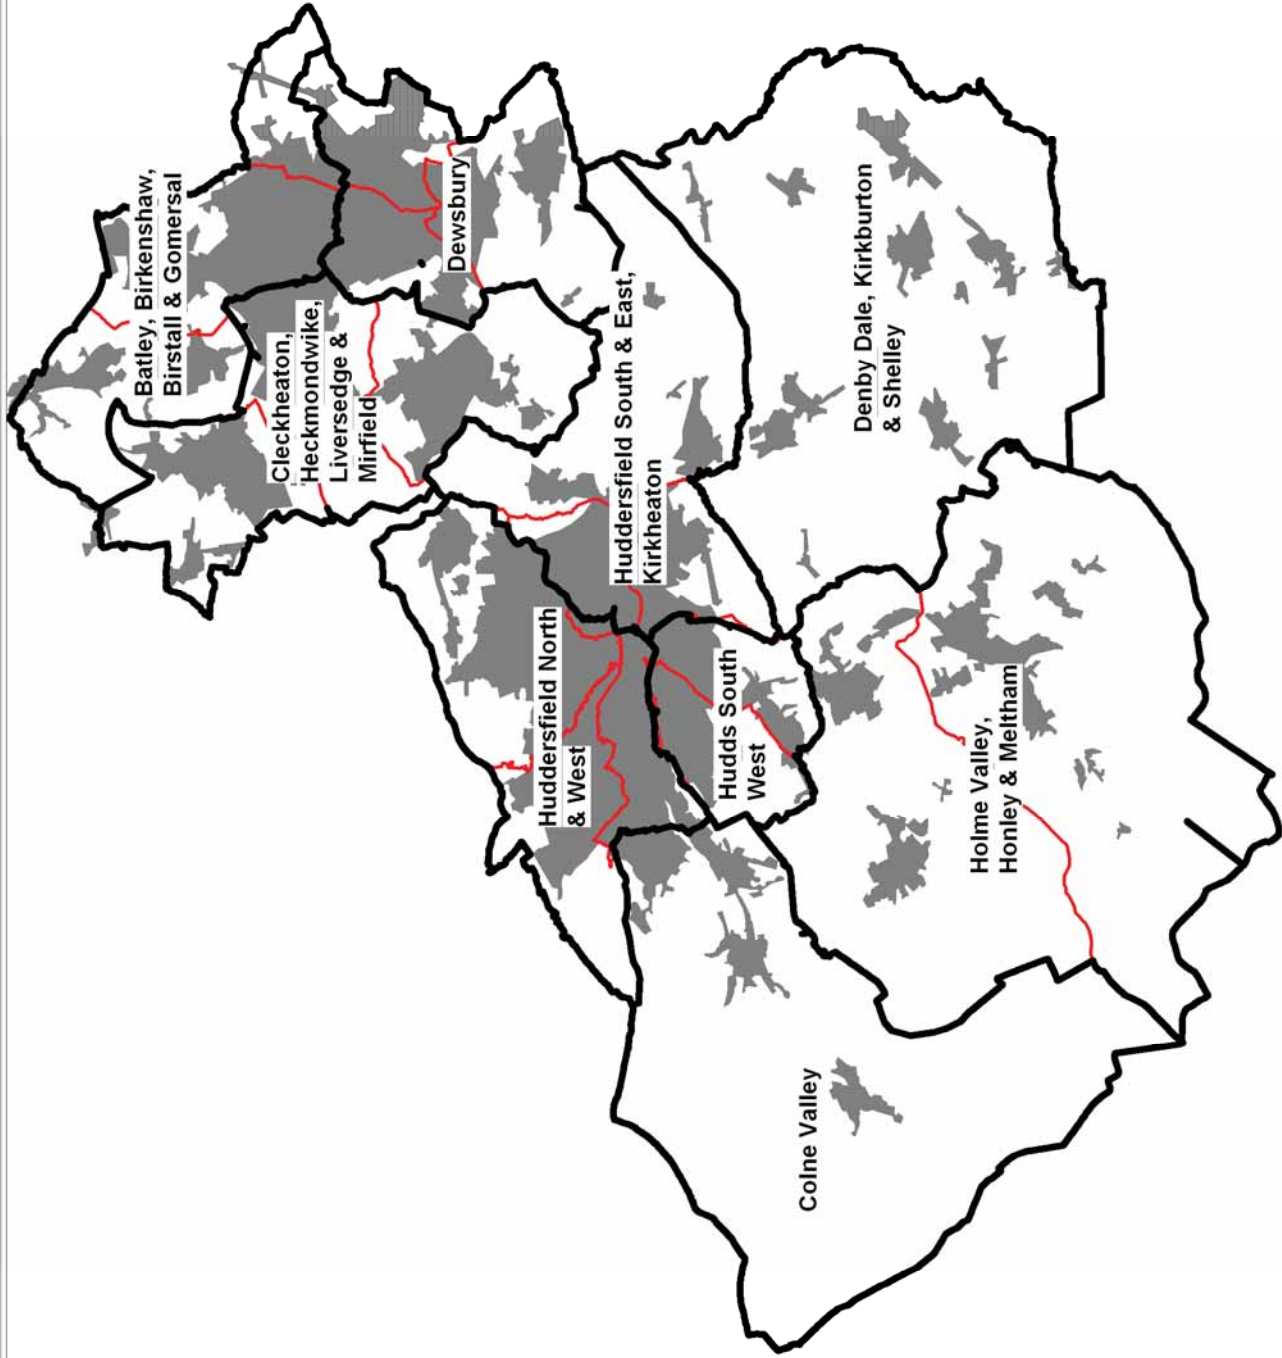 Batley, Birkenshaw,
Birstall & Gomersal
Cleckheaton,
Heckmondwike,
Liversedge &
Mirfield
Dewsbury
Huddersfield North
& West
Huddersfield South & East,
Kirkheaton
Hudds South
West
Colne Valley
Denby Dale, Kirkburton
& Shelley
Holme Valley,
Honley & Meltham